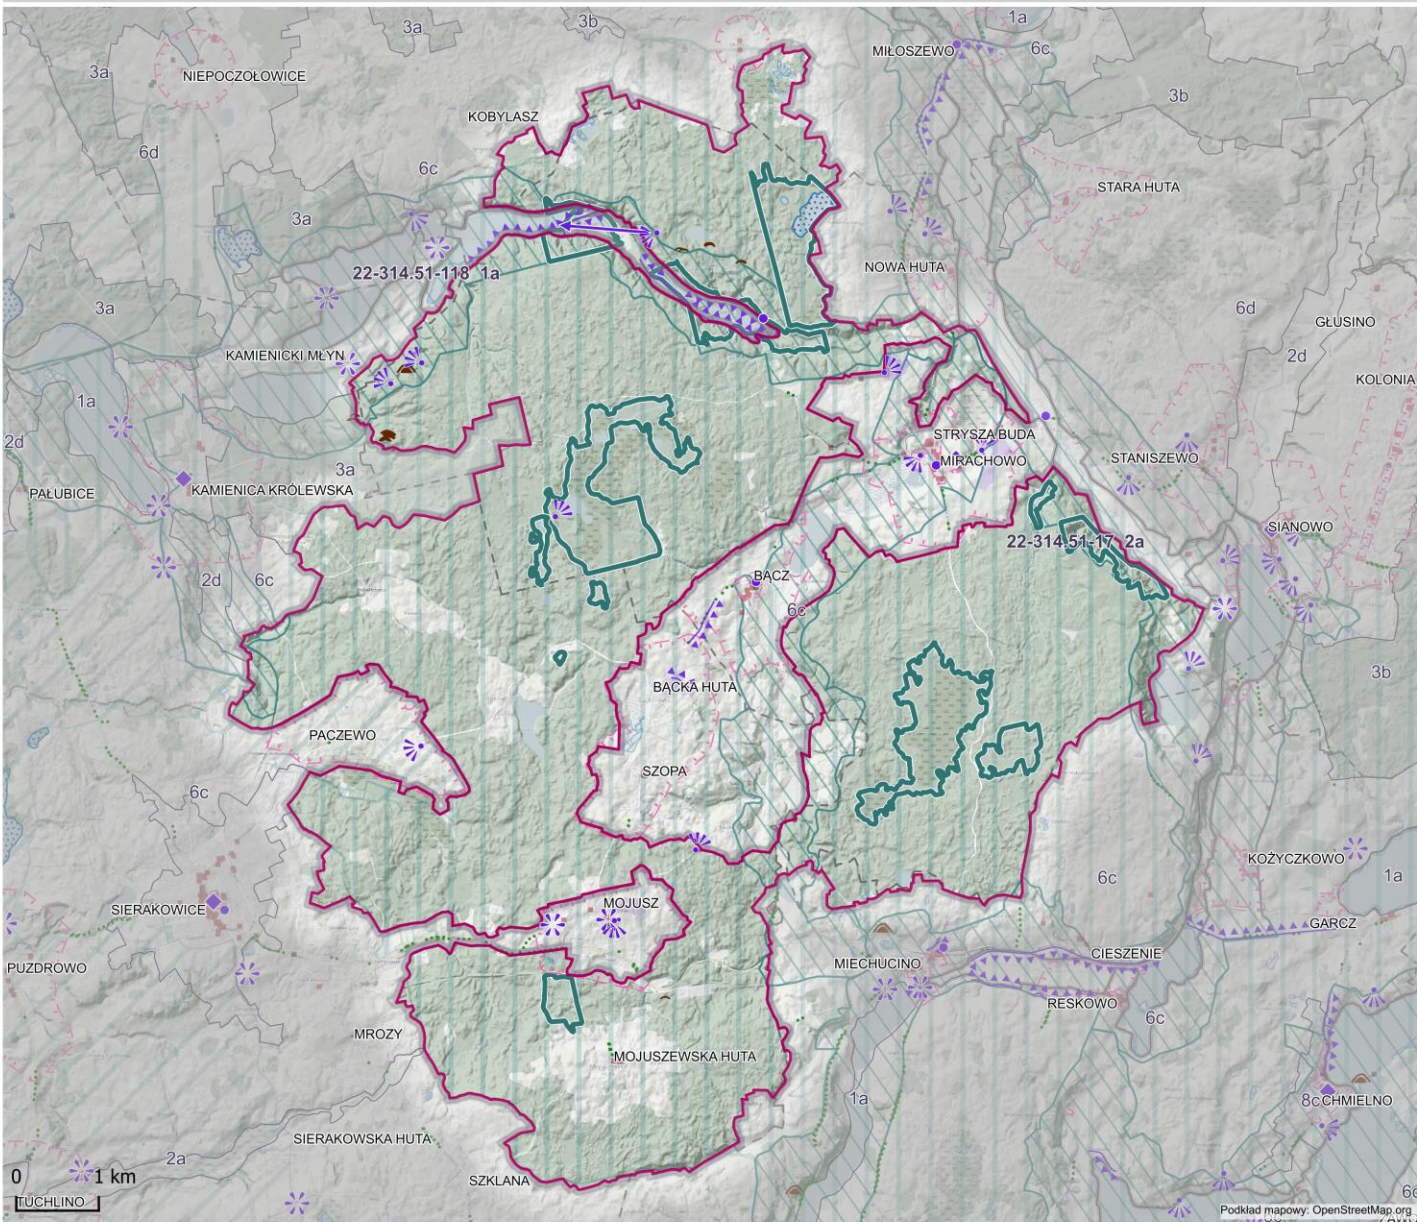 3a
3b
1a
MIŁOSZEWO
6c
3a
NIEPOCZOŁOWICE
3b
KOBYLASZ
6d
6c
STARA HUTA
3a
NOWA HUTA
22-314.51-118 1a
3a
6d
GŁUSINO
KAMIENICKI MŁYN
2d
KOLONIA
1a
2d
STRYSZA BUDA
MIRACHOWO
STANISZEWO
3a
KAMIENICA KRÓLEWSKA
PAŁUBICE
SIANOWO
22-314.51-17 2a
2d
6c
BĄCZ
6c
3b
BĄCKA HUTA
PACZEWO
SZOPA
6c
KOŻYCZKOWO
6c
1a
SIERAKOWICE
MOJUSZ
GARCZ
CIESZENIE
MIECHUCINO
PUZDROWO
RESKOWO
6c
MROZY
MOJUSZEWSKA HUTA
1a
8c
CHMIELNO
SIERAKOWSKA HUTA
2a
0 1 km
SZKLANA
TUCHLINO
Podkład mapowy: OpenStreetMap.org